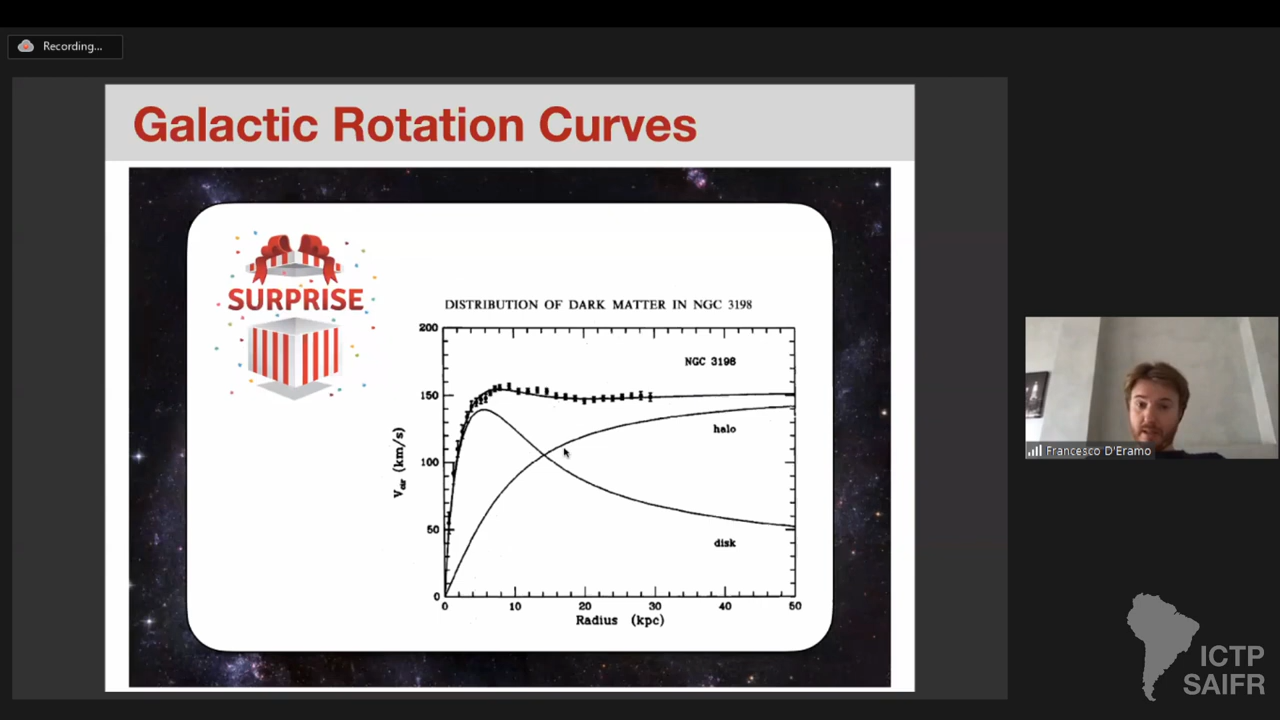 Recording...
Galactic Rotation Curves
SURPRISE
DISTRIBUTION OF DARK MATTER IN NGC 3198
200
150
100
50
0
V_cir (km/s)
NGC 3198
halo
disk
0 10 20 30 40 50
Radius (kpc)
Francesco D'Eramo
ICTP
SAIFR